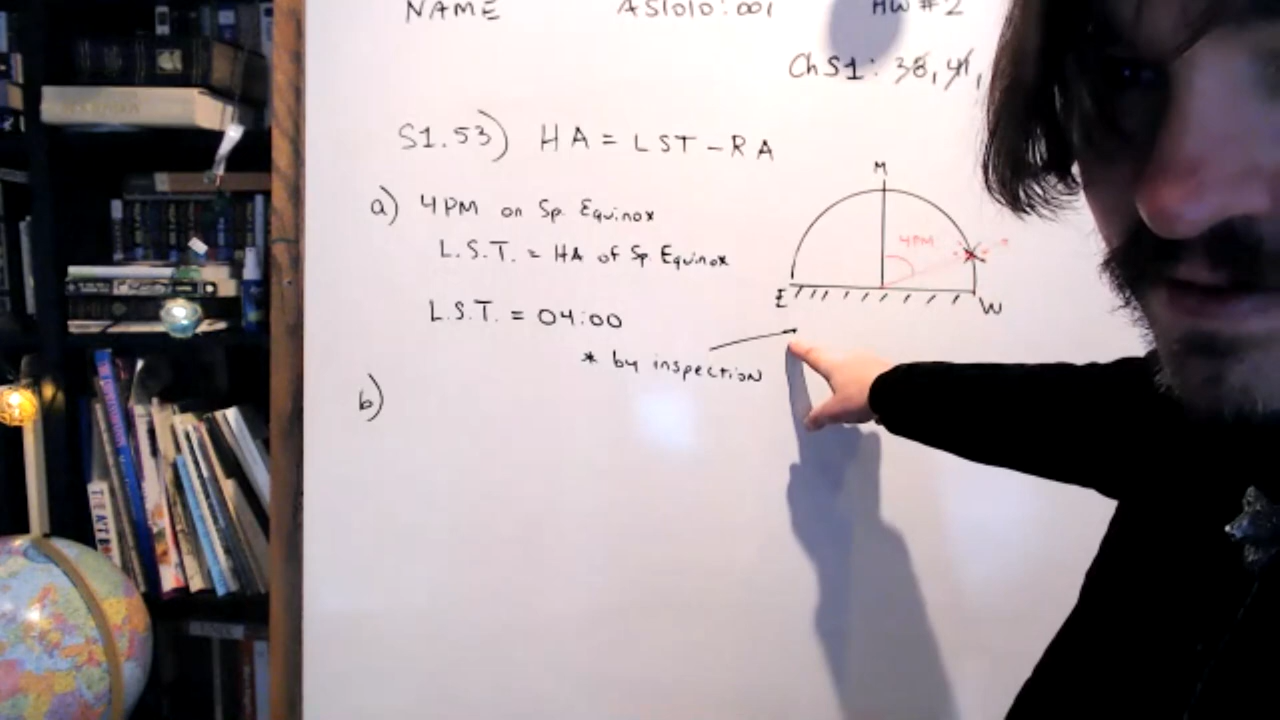 NAME AS1010:001 HW #2
Ch S1: 38, 41,
S1.53) HA = LST - RA
a) 4PM on Sp. Equinox
L.S.T. = HA of Sp. Equinox
L.S.T. = 04:00
* by inspection
b)
M
4PM
E
W